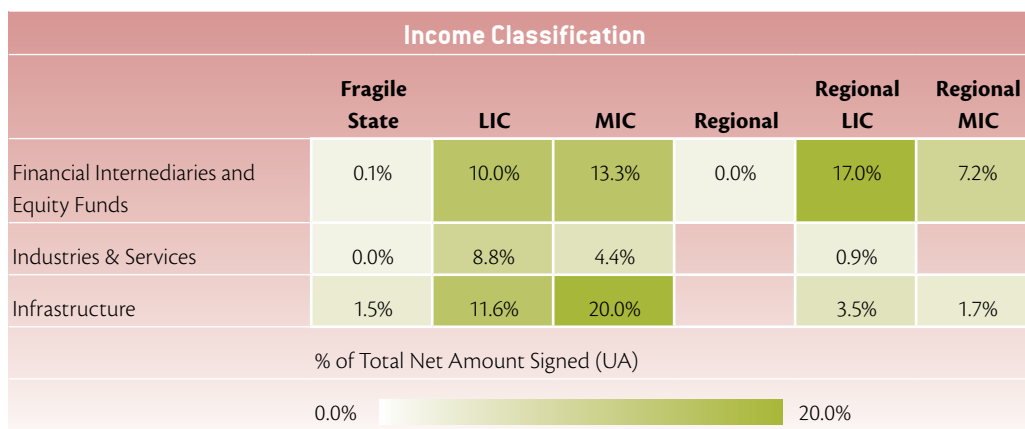 Income Classification
Fragile State LIC MIC Regional Regional LIC Regional MIC
Financial Internediaries and Equity Funds 0.1% 10.0% 13.3% 0.0% 17.0% 7.2%
Industries & Services 0.0% 8.8% 4.4% 0.9%
Infrastructure 1.5% 11.6% 20.0% 3.5% 1.7%
% of Total Net Amount Signed (UA)
0.0% 20.0%